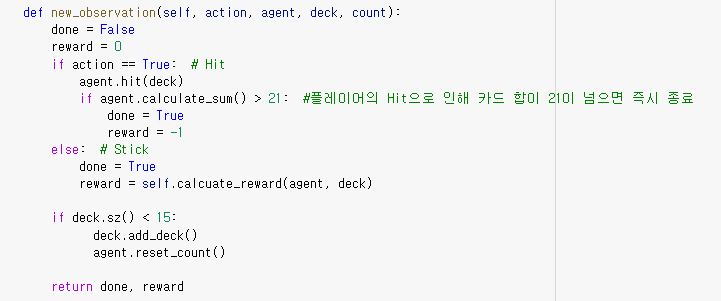 def new_observation(self, action, agent, deck, count):
    done = False
    reward = 0
    if action == True:  # Hit
        agent.hit(deck)
        if agent.calculate_sum() > 21:  #플레이어의 Hit으로 인해 카드 합이 21이 넘으면 즉시 종료
            done = True
            reward = -1
    else:  # Stick
        done = True
        reward = self.calcuate_reward(agent, deck)

    if deck.sz() < 15:
          deck.add_deck()
          agent.reset_count()

    return done, reward